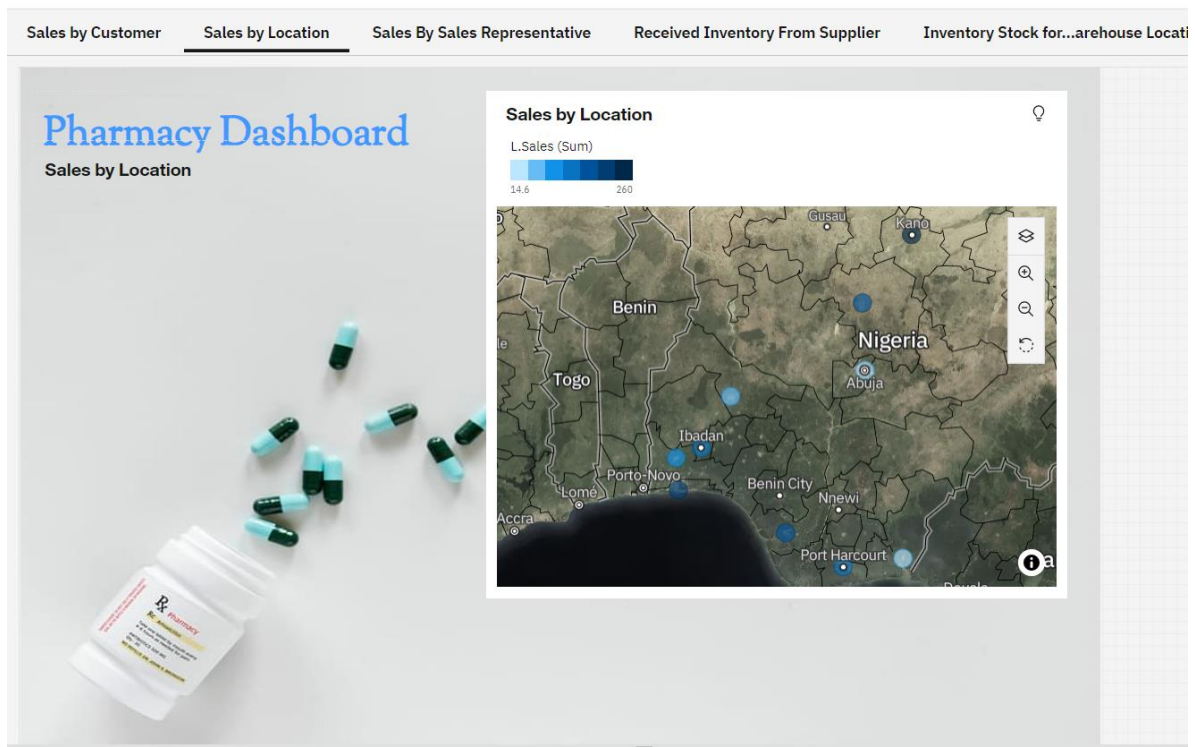 Sales by Customer
Sales by Location
Sales By Sales Representative
Received Inventory From Supplier
Inventory Stock for...arehouse Locati
Pharmacy Dashboard
Sales by Location
Sales by Location
L.Sales (Sum)
14.6
260
Gusau
Kano
Benin
Nigeria
Togo
Abuja
Ibadan
Porto-Novo
Lomé
Benin City
Nnewi
Accra
Port Harcourt
Rx Pharmacy